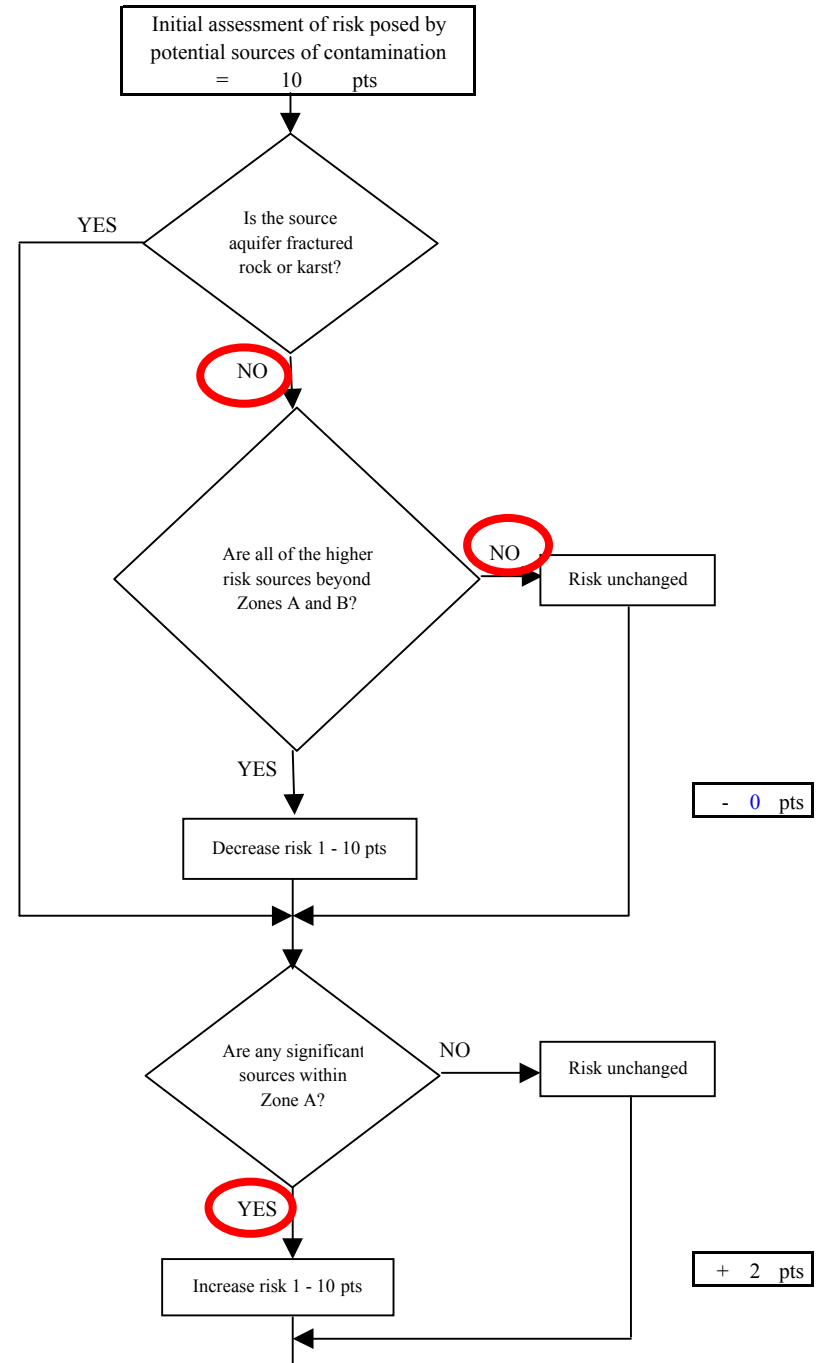 Initial assessment of risk posed by
potential sources of contamination
= 10 pts
YES
Is the source
aquifer fractured
rock or karst?
NO
Are all of the higher
risk sources beyond
Zones A and B?
NO
Risk unchanged
YES
- 0 pts
Decrease risk 1 - 10 pts
Are any significant
sources within
Zone A?
NO
Risk unchanged
YES
Increase risk 1 - 10 pts
+ 2 pts